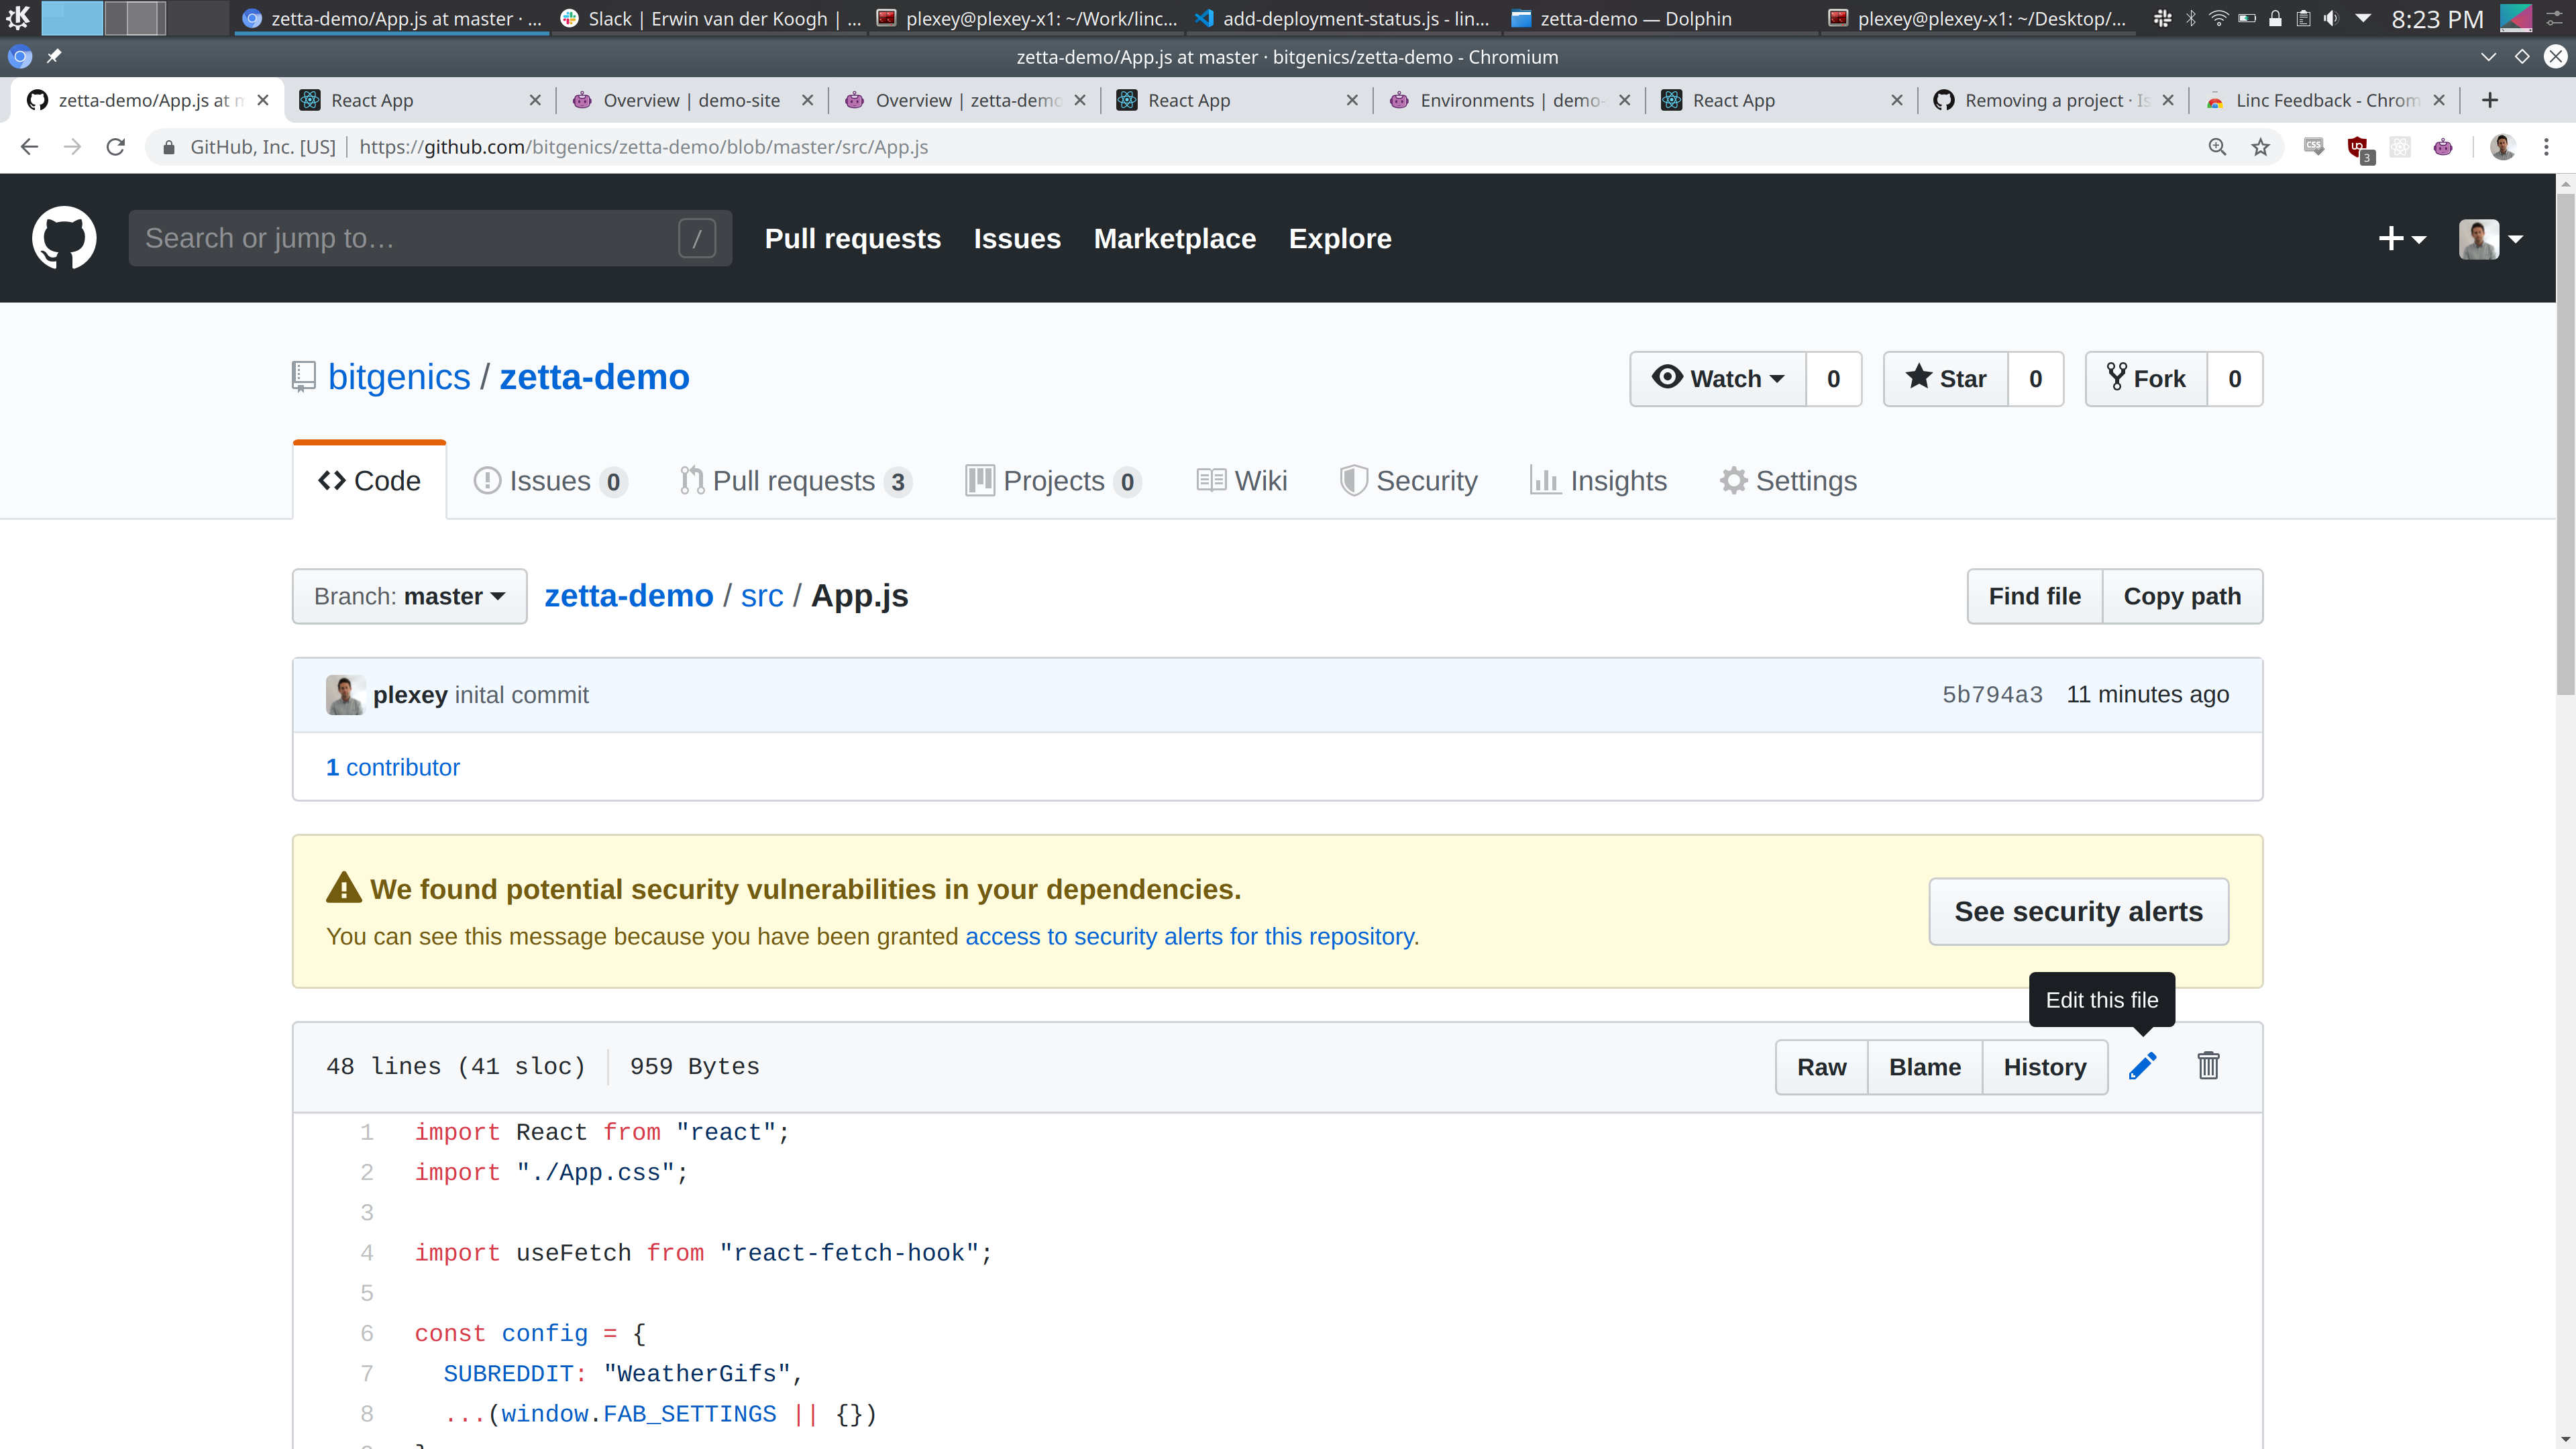 zetta-demo/App.js at master · ...
Slack | Erwin van der Koogh | ...
plexey@plexey-x1: ~/Work/linc...
add-deployment-status.js - lin...
zetta-demo — Dolphin
plexey@plexey-x1: ~/Desktop/...
8:23 PM
zetta-demo/App.js at master · bitgenics/zetta-demo - Chromium
zetta-demo/App.js at m
React App
Overview | demo-site
Overview | zetta-demo
React App
Environments | demo-
React App
Removing a project · Is
Linc Feedback - Chrom
GitHub, Inc. [US]
https://github.com/bitgenics/zetta-demo/blob/master/src/App.js
3
Search or jump to…
/
Pull requests
Issues
Marketplace
Explore
bitgenics / zetta-demo
Watch 0
Star 0
Fork 0
Code
Issues 0
Pull requests 3
Projects 0
Wiki
Security
Insights
Settings
Branch: master
zetta-demo / src / App.js
Find file
Copy path
plexey inital commit
5b794a3 11 minutes ago
1 contributor
We found potential security vulnerabilities in your dependencies.
You can see this message because you have been granted access to security alerts for this repository.
See security alerts
Edit this file
48 lines (41 sloc)
959 Bytes
Raw
Blame
History
1 import React from "react";
2 import "./App.css";
3
4 import useFetch from "react-fetch-hook";
5
6 const config = {
7 SUBREDDIT: "WeatherGifs",
8 ...(window.FAB_SETTINGS || {})